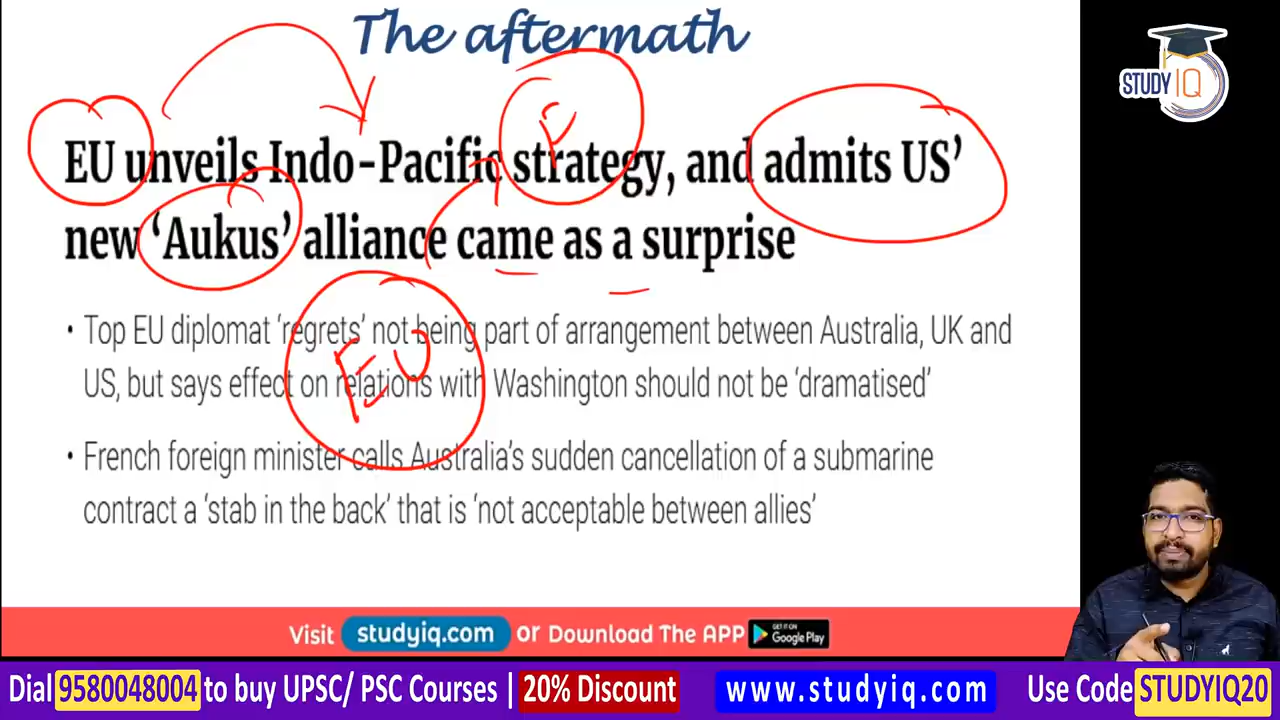 The aftermath
STUDY IQ
EU unveils Indo-Pacific strategy, and admits US’
new ‘Aukus’ alliance came as a surprise
F
EU
• Top EU diplomat ‘regrets’ not being part of arrangement between Australia, UK and
US, but says effect on relations with Washington should not be ‘dramatised’
• French foreign minister calls Australia’s sudden cancellation of a submarine
contract a ‘stab in the back’ that is ‘not acceptable between allies’
Visit studyiq.com or Download The APP GET IT ON Google Play
Dial 9580048004 to buy UPSC/ PSC Courses | 20% Discount www.studyiq.com Use Code STUDYIQ20